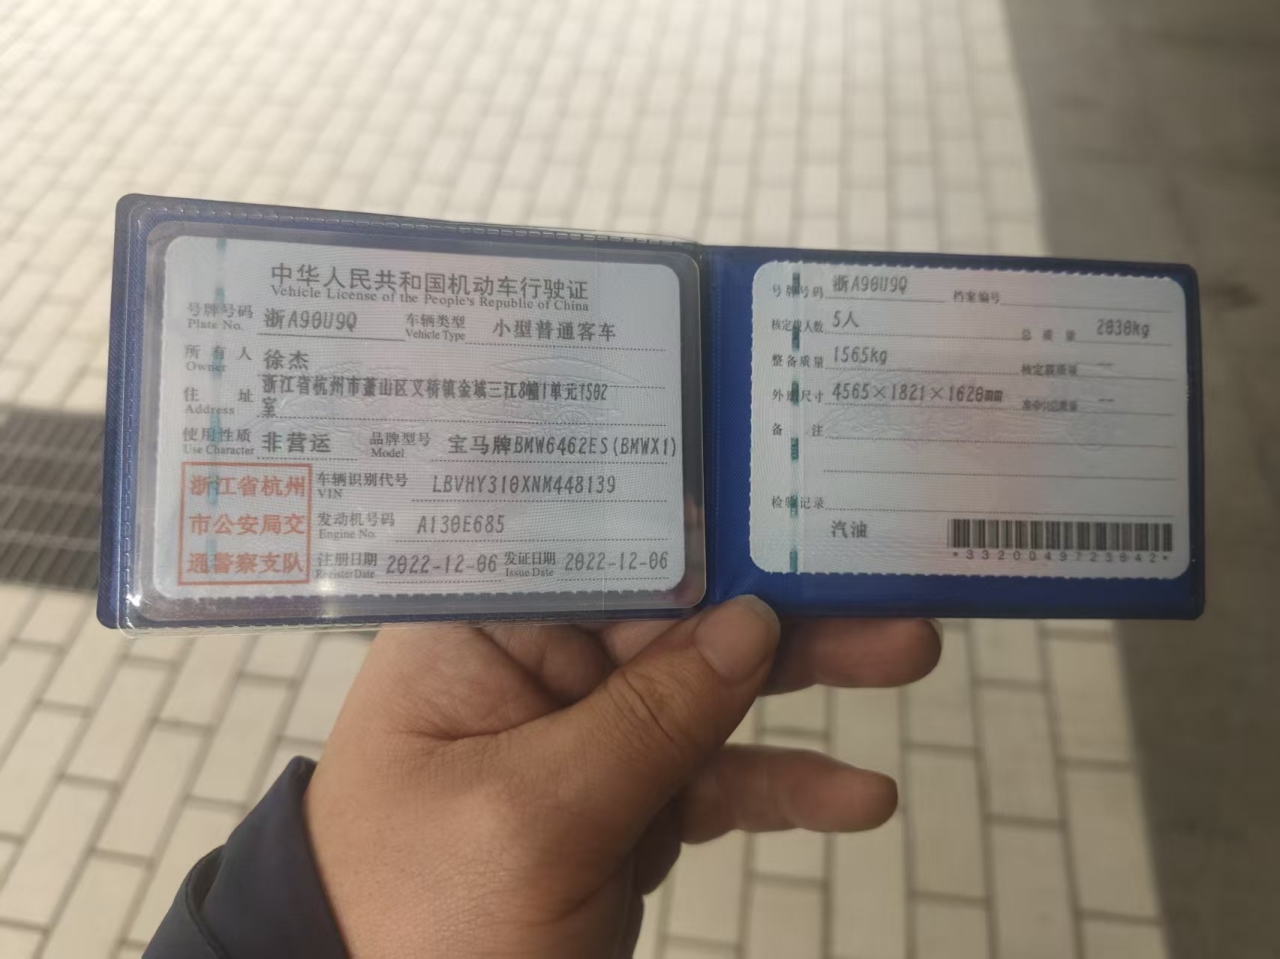 中华人民共和国机动车行驶证
Vehicle License of the People's Republic of China
号牌号码 浙A90U9Q 车辆类型 小型普通客车
Plate No. Vehicle Type
所有人 徐杰
Owner
住址 浙江省杭州市萧山区义桥镇金域三江8幢1单元1502
Address 室
使用性质 非营运 品牌型号 宝马牌BMW6462ES(BMWX1)
Use Character Model
浙江省杭州
市公安局交
通警察支队
车辆识别代号 LBVHY310XNM448139
VIN
发动机号码 A130E685
Engine No.
注册日期 2022-12-06 发证日期 2022-12-06
Register Date Issue Date
号牌号码 浙A90U9Q 档案编号
核定载人数 5人 总质量 2030kg
整备质量 1565kg 核定载质量 --
外廓尺寸 4565×1821×1620mm 准牵引总质量 --
备注
检验记录
汽油
*3320049723642*